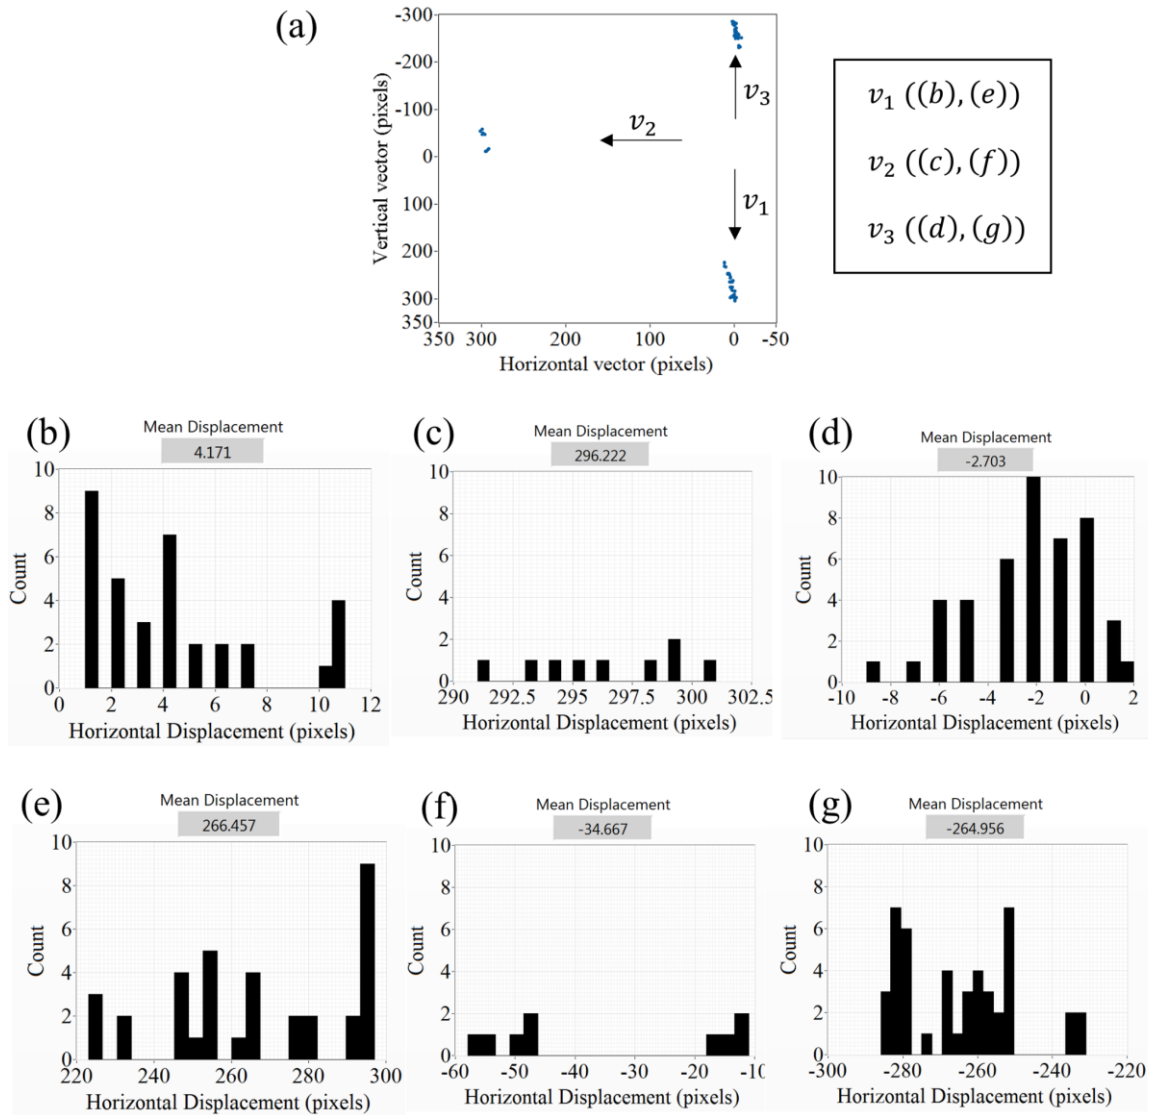 (a)
-300
-200
-100
0
100
200
300
350
Vertical vector (pixels)
350 300 200 100 0 -50
Horizontal vector (pixels)
v3
v2
v1
v1 ((b), (e))
v2 ((c), (f))
v3 ((d), (g))
(b)
Mean Displacement
4.171
10
8
6
4
2
0
Count
0 2 4 6 8 10 12
Horizontal Displacement (pixels)
(c)
Mean Displacement
296.222
10
8
6
4
2
0
Count
290 292.5 295 297.5 300 302.5
Horizontal Displacement (pixels)
(d)
Mean Displacement
-2.703
10
8
6
4
2
0
Count
-10 -8 -6 -4 -2 0 2
Horizontal Displacement (pixels)
(e)
Mean Displacement
266.457
10
8
6
4
2
0
Count
220 240 260 280 300
Horizontal Displacement (pixels)
(f)
Mean Displacement
-34.667
10
8
6
4
2
0
Count
-60 -50 -40 -30 -20 -10
Horizontal Displacement (pixels)
(g)
Mean Displacement
-264.956
10
8
6
4
2
0
Count
-300 -280 -260 -240 -220
Horizontal Displacement (pixels)